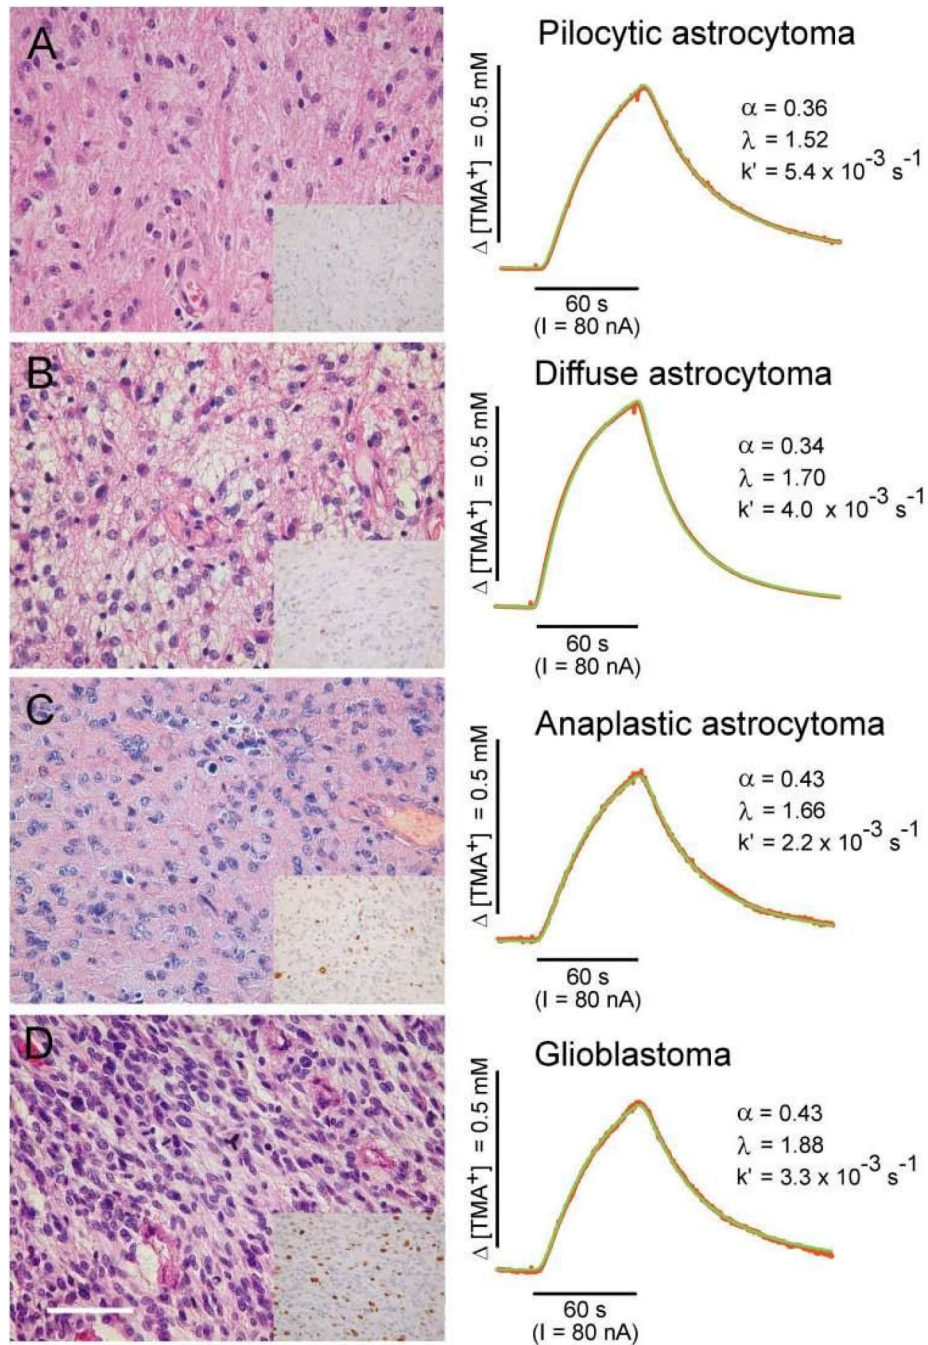 A
Pilocytic astrocytoma
Δ [TMA⁺] = 0.5 mM
α = 0.36
λ = 1.52
k' = 5.4 x 10⁻³ s⁻¹
60 s
(I = 80 nA)
B
Diffuse astrocytoma
Δ [TMA⁺] = 0.5 mM
α = 0.34
λ = 1.70
k' = 4.0 x 10⁻³ s⁻¹
60 s
(I = 80 nA)
C
Anaplastic astrocytoma
Δ [TMA⁺] = 0.5 mM
α = 0.43
λ = 1.66
k' = 2.2 x 10⁻³ s⁻¹
60 s
(I = 80 nA)
D
Glioblastoma
Δ [TMA⁺] = 0.5 mM
α = 0.43
λ = 1.88
k' = 3.3 x 10⁻³ s⁻¹
60 s
(I = 80 nA)